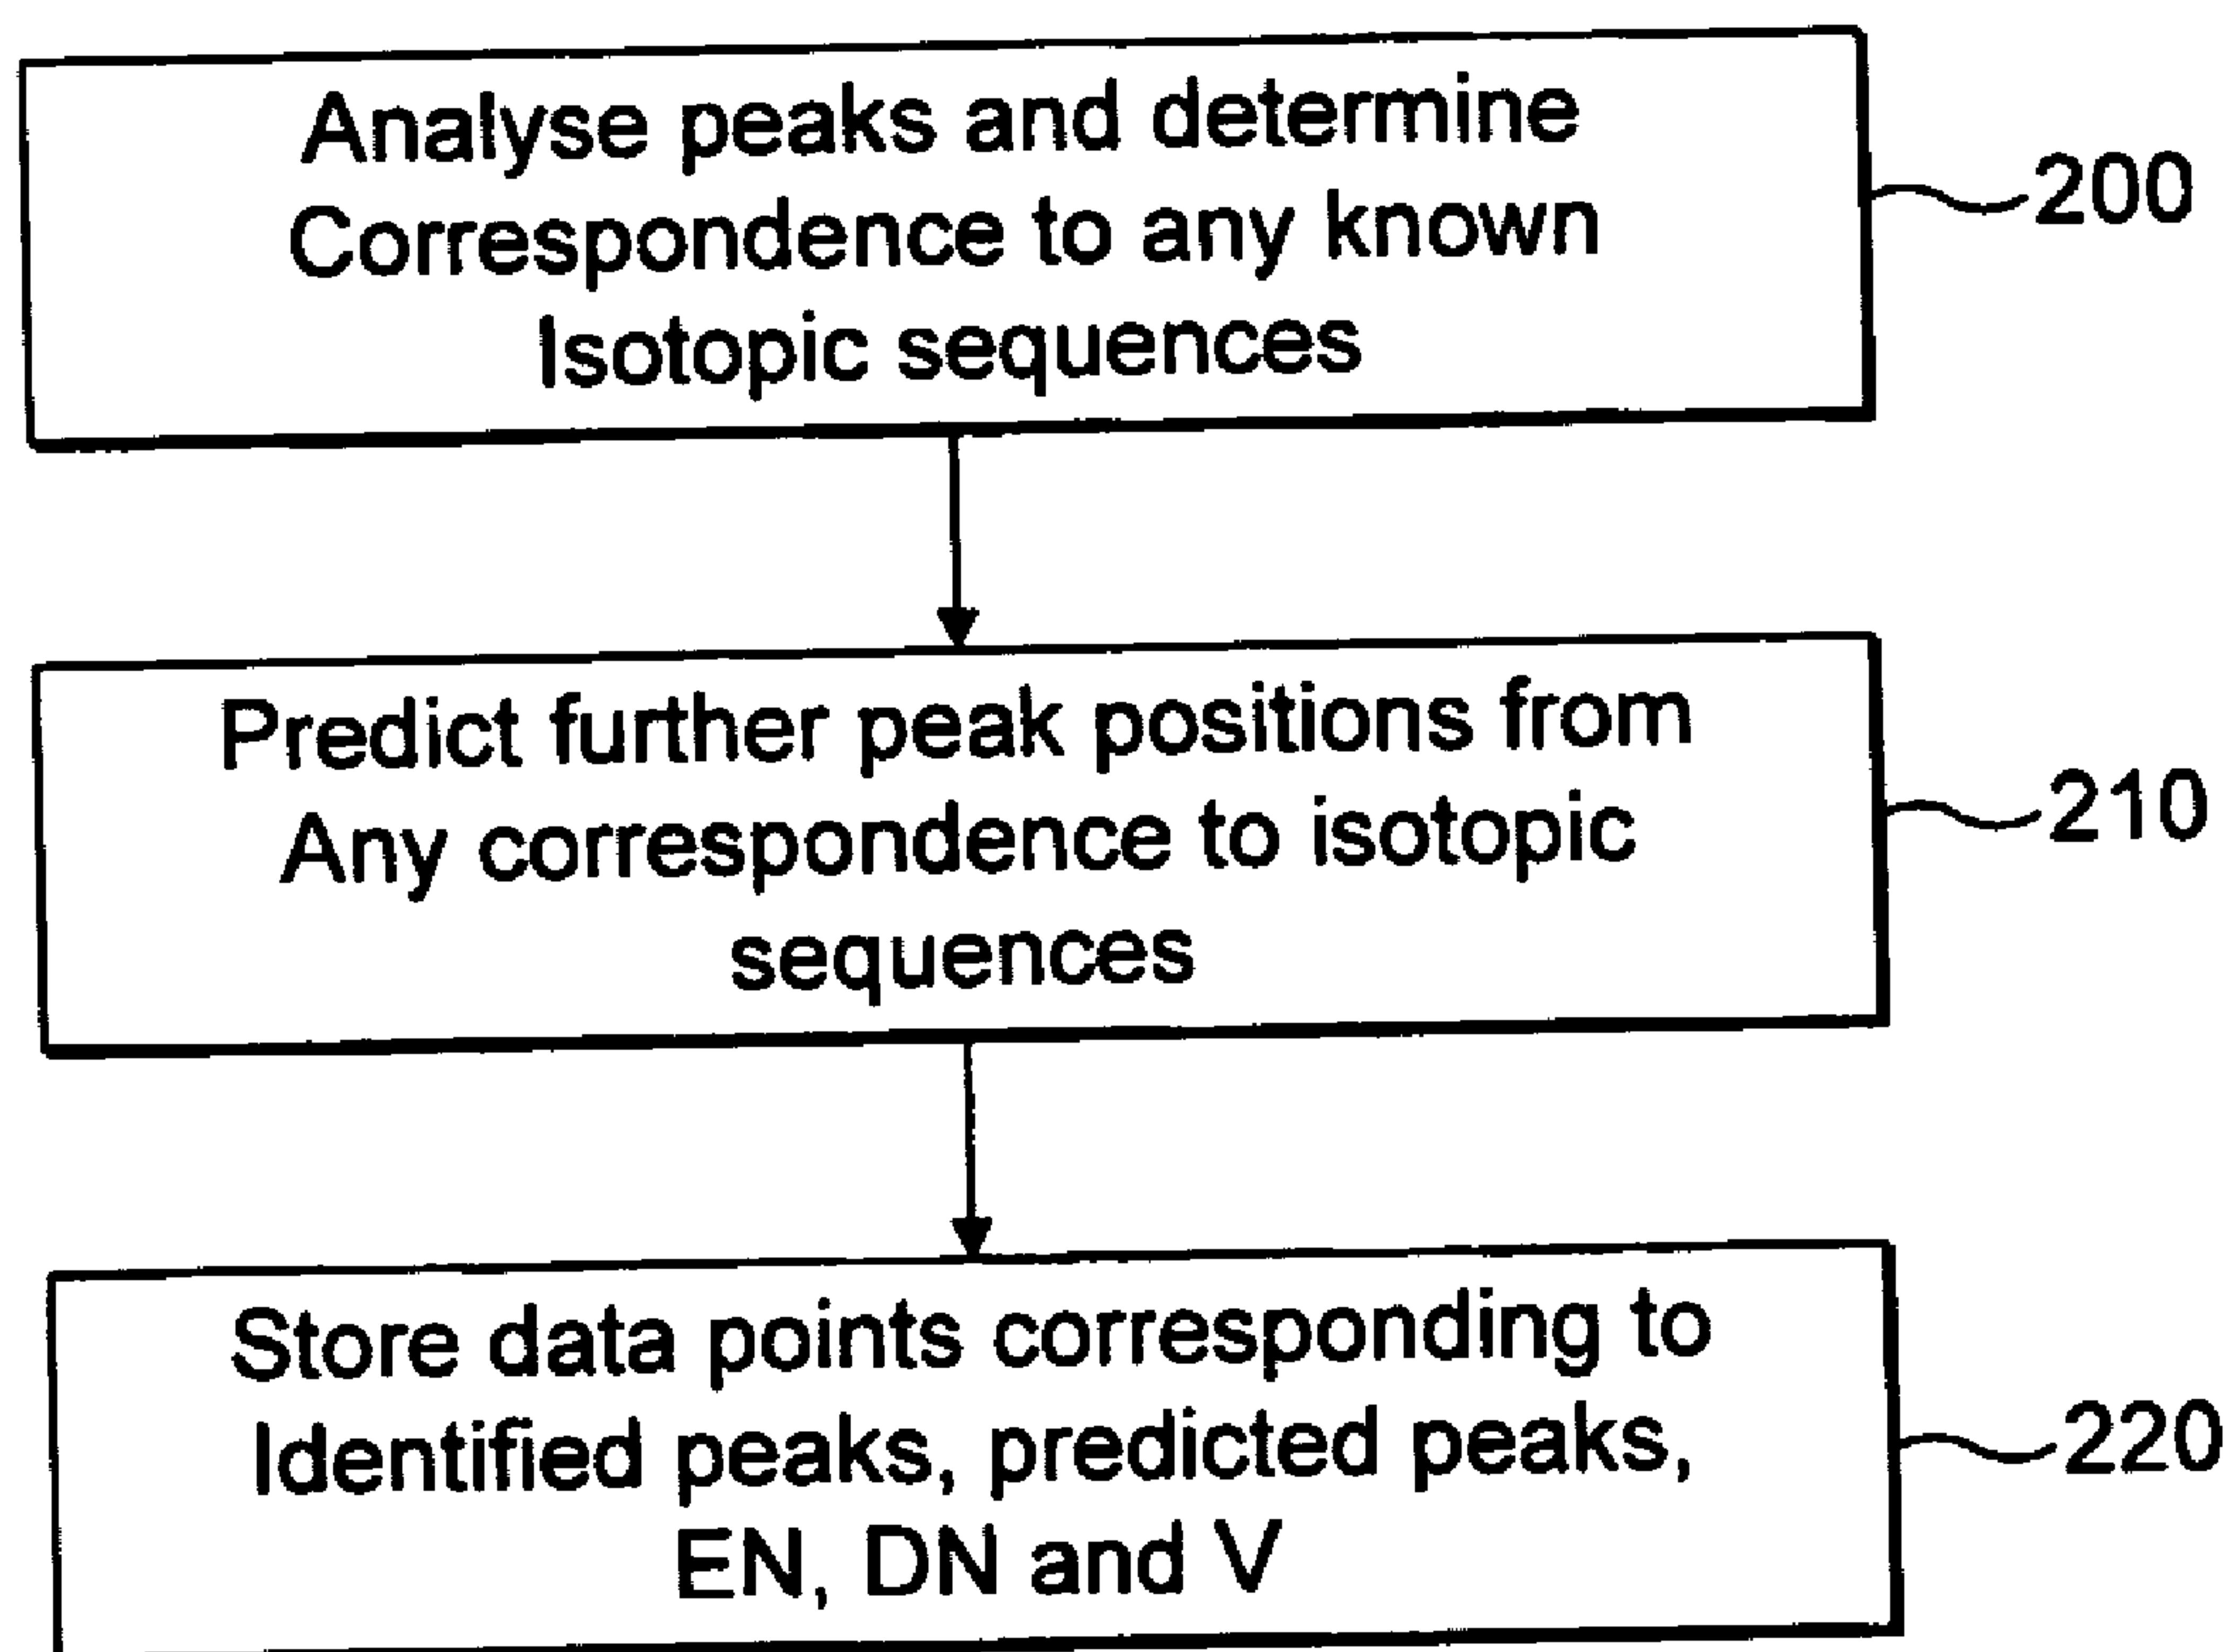 Analyse peaks and determine
Correspondence to any known
Isotopic sequences
200
Predict further peak positions from
Any correspondence to isotopic
sequences
210
Store data points corresponding to
Identified peaks, predicted peaks,
EN, DN and V
220